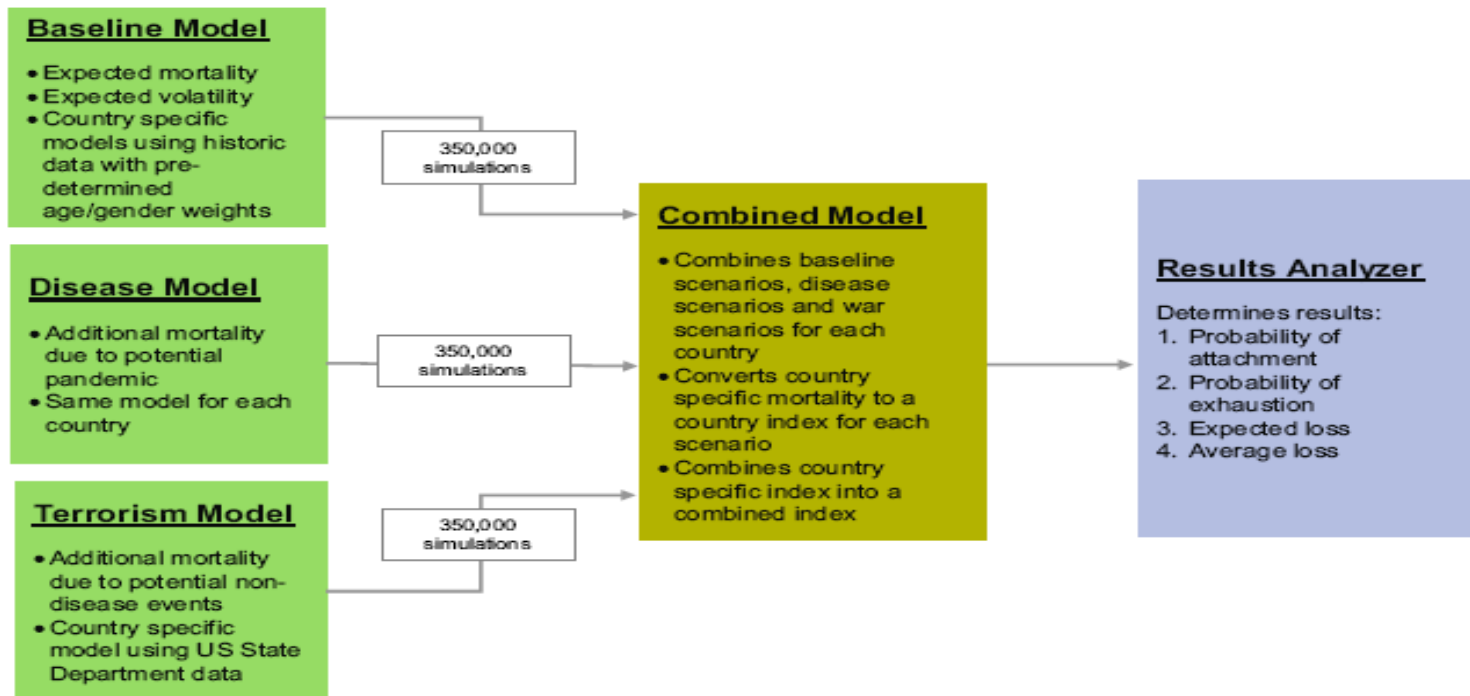 Baseline Model
• Expected mortality
• Expected volatility
• Country specific
models using historic
data with pre-
determined
age/gender weights
350,000
simulations
Disease Model
• Additional mortality
due to potential
pandemic
• Same model for each
country
350,000
simulations
Terrorism Model
• Additional mortality
due to potential non-
disease events
• Country specific
model using US State
Department data
350,000
simulations
Combined Model
• Combines baseline
scenarios, disease
scenarios and war
scenarios for each
country
• Converts country
specific mortality to a
country index for each
scenario
• Combines country
specific index into a
combined index
Results Analyzer
Determines results:
1. Probability of
attachment
2. Probability of
exhaustion
3. Expected loss
4. Average loss